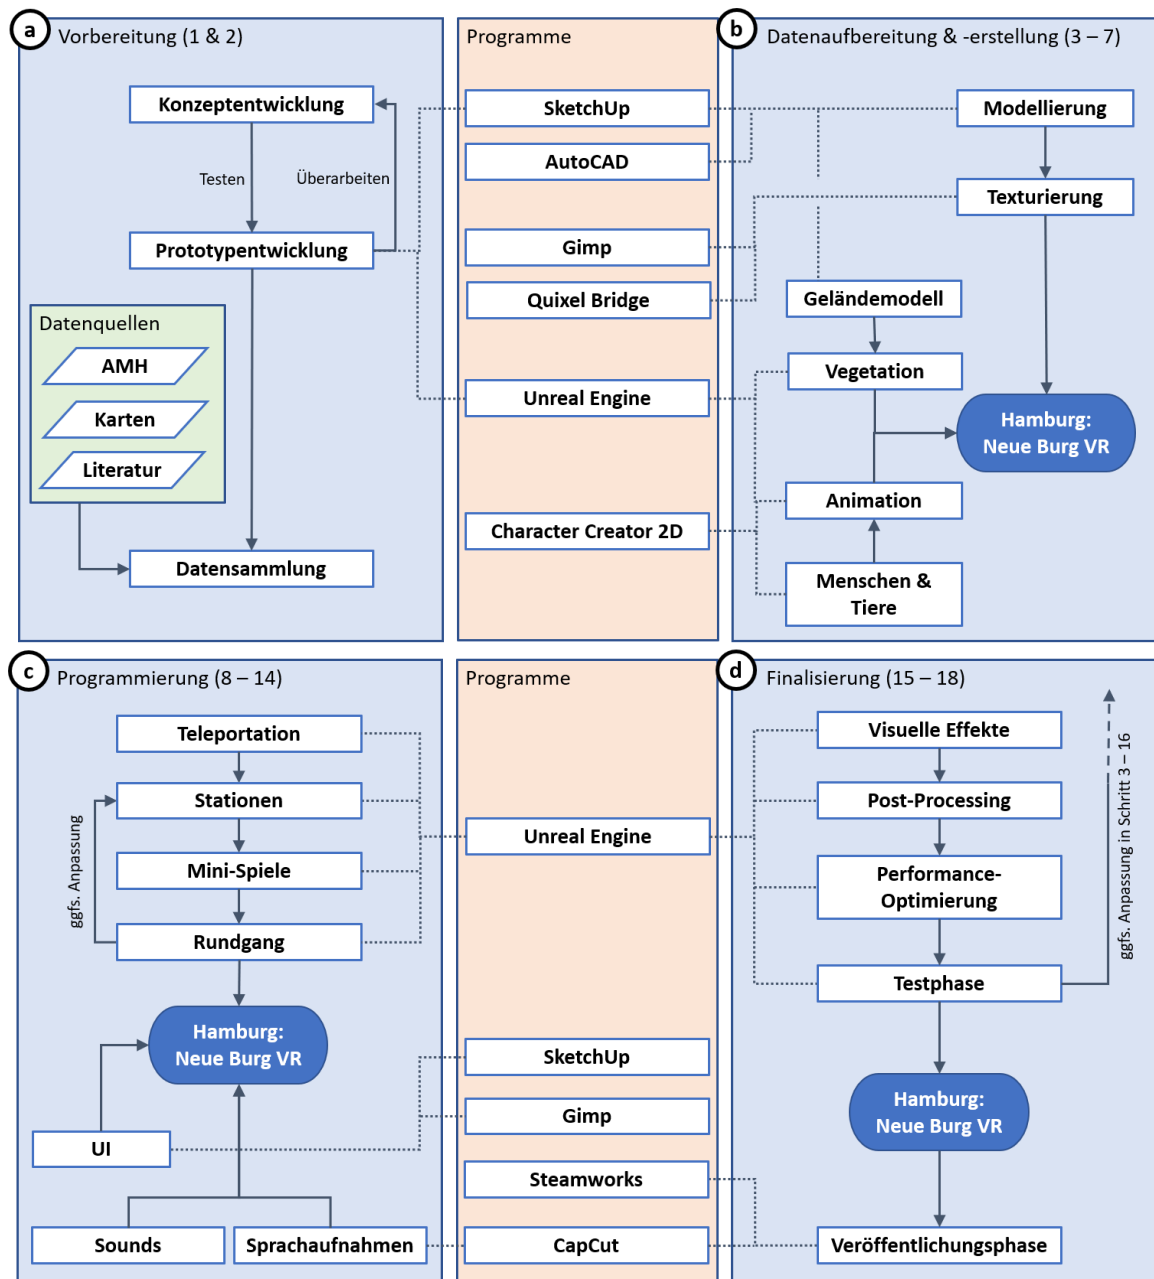 a
Vorbereitung (1 & 2)
Konzeptentwicklung
Testen
Überarbeiten
Prototypentwicklung
Datenquellen
AMH
Karten
Literatur
Datensammlung
Programme
SketchUp
AutoCAD
Gimp
Quixel Bridge
Unreal Engine
Character Creator 2D
b
Datenaufbereitung & -erstellung (3 – 7)
Modellierung
Texturierung
Geländemodell
Vegetation
Hamburg:
Neue Burg VR
Animation
Menschen &
Tiere
c
Programmierung (8 – 14)
Teleportation
Stationen
ggfs. Anpassung
Mini-Spiele
Rundgang
Hamburg:
Neue Burg VR
UI
Sounds
Sprachaufnahmen
Programme
Unreal Engine
SketchUp
Gimp
Steamworks
CapCut
d
Finalisierung (15 – 18)
Visuelle Effekte
Post-Processing
Performance-
Optimierung
ggfs. Anpassung in Schritt 3 – 16
Testphase
Hamburg:
Neue Burg VR
Veröffentlichungsphase